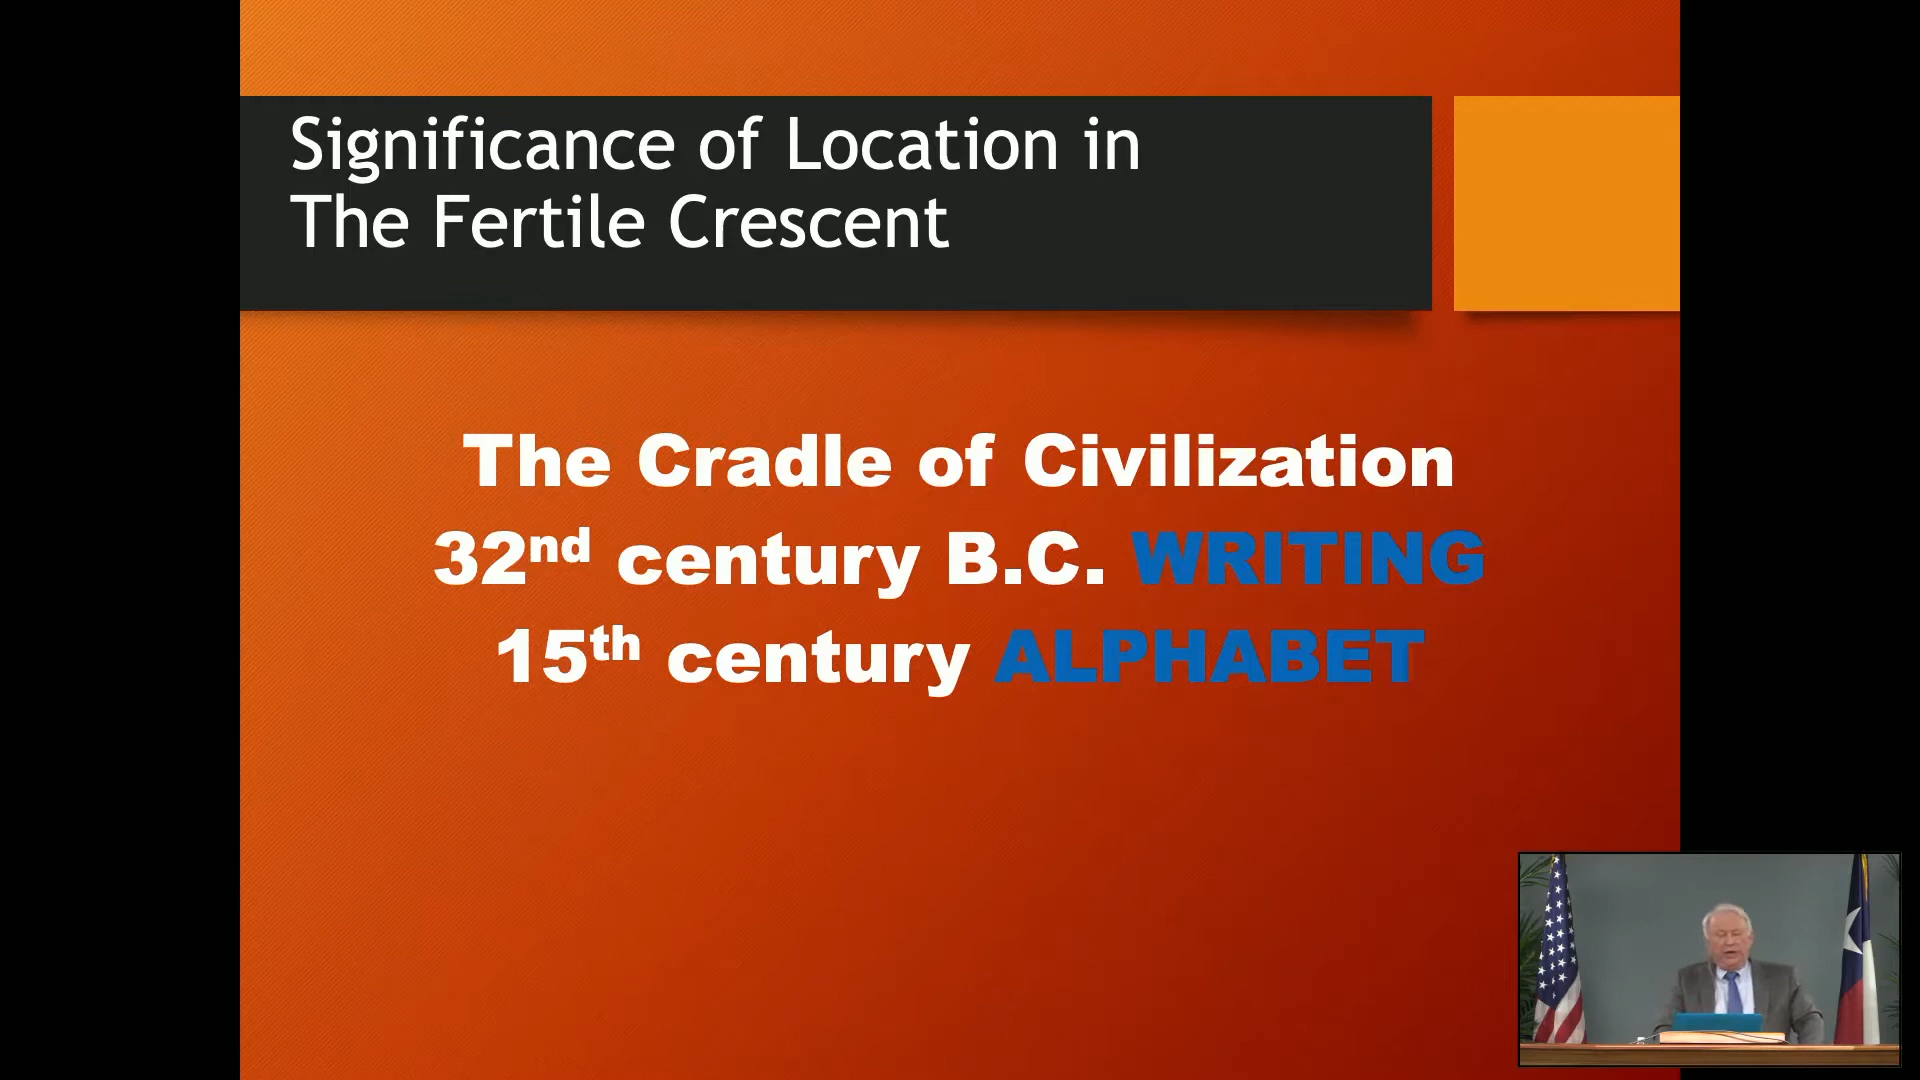 Significance of Location in
The Fertile Crescent
The Cradle of Civilization
32nd century B.C. WRITING
15th century ALPHABET